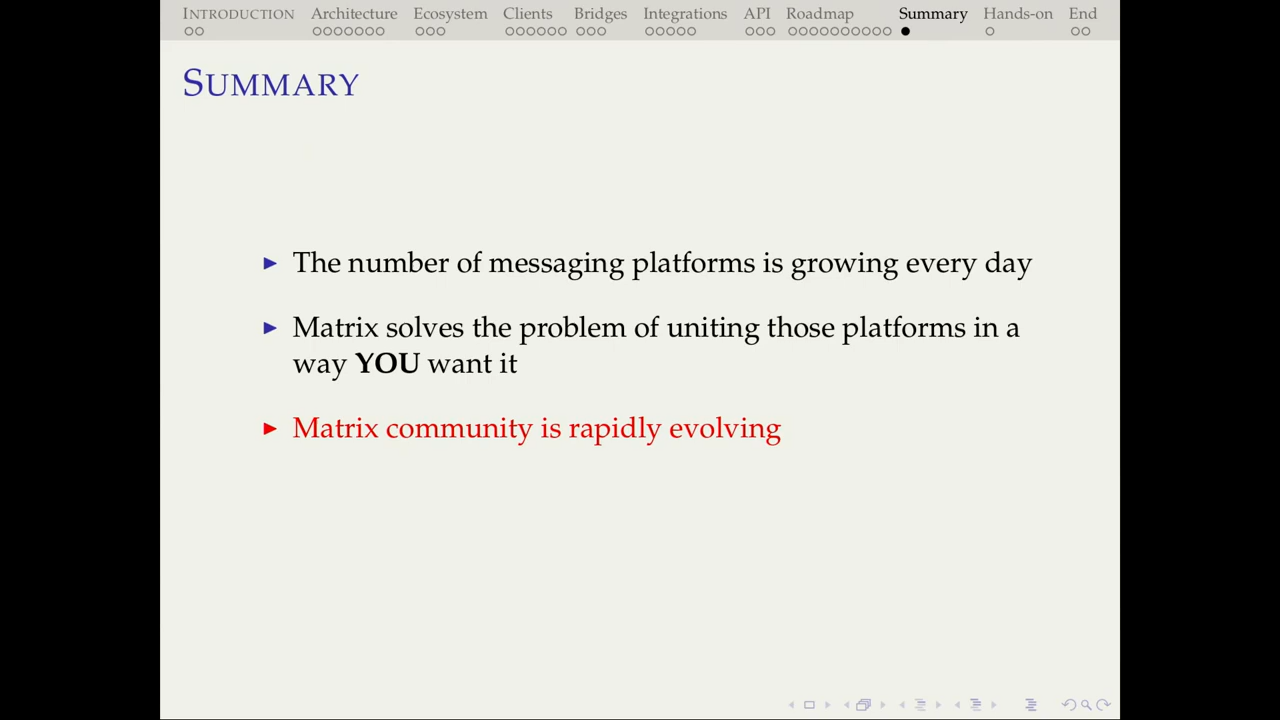 INTRODUCTION Architecture Ecosystem Clients Bridges Integrations API Roadmap Summary Hands-on End
SUMMARY
The number of messaging platforms is growing every day
Matrix solves the problem of uniting those platforms in a
way YOU want it
Matrix community is rapidly evolving